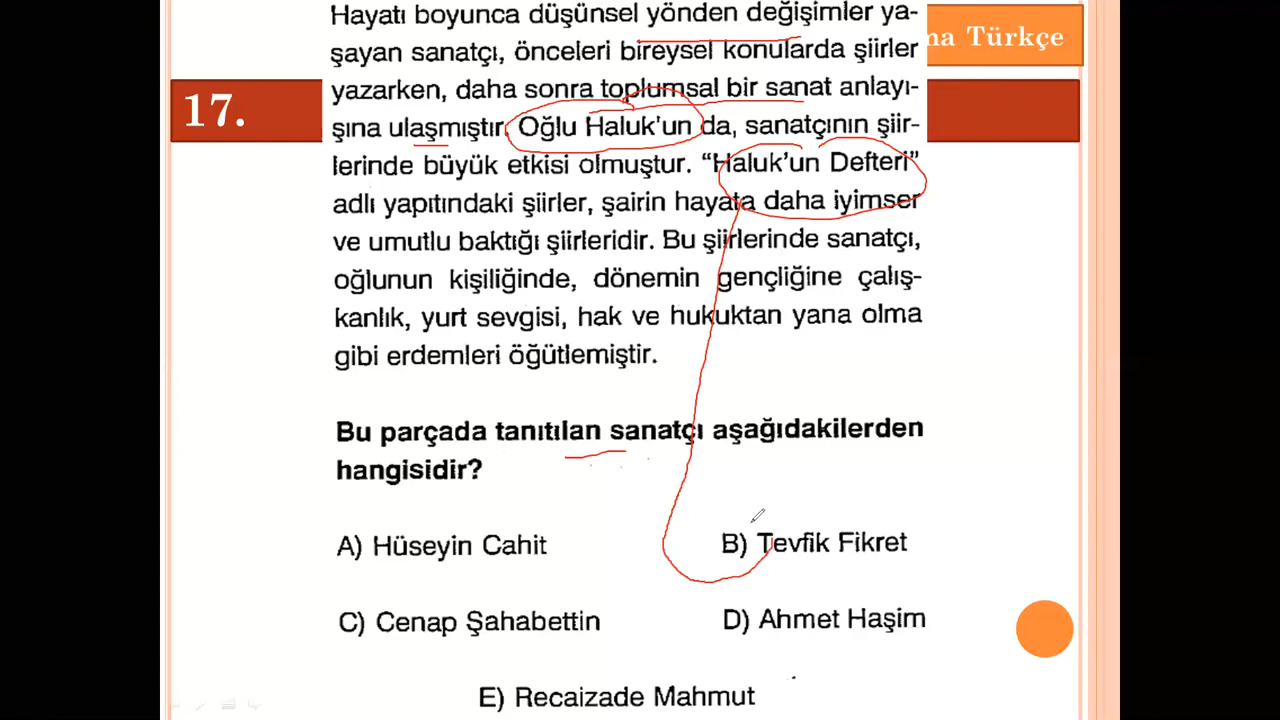 Hayatı boyunca düşünsel yönden değişimler ya-
şayan sanatçı, önceleri bireysel konularda şiirler
yazarken, daha sonra toplumsal bir sanat anlayı-
şına ulaşmıştır. Oğlu Haluk'un da, sanatçının şiir-
lerinde büyük etkisi olmuştur. “Haluk'un Defteri”
adlı yapıtındaki şiirler, şairin hayata daha iyimser
ve umutlu baktığı şiirleridir. Bu şiirlerinde sanatçı,
oğlunun kişiliğinde, dönemin gençliğine çalış-
kanlık, yurt sevgisi, hak ve hukuktan yana olma
gibi erdemleri öğütlemiştir.
Türkçe
17.
Bu parçada tanıtılan sanatçı aşağıdakilerden
hangisidir?
A) Hüseyin Cahit
B) Tevfik Fikret
C) Cenap Şahabettin
D) Ahmet Haşim
E) Recaizade Mahmut